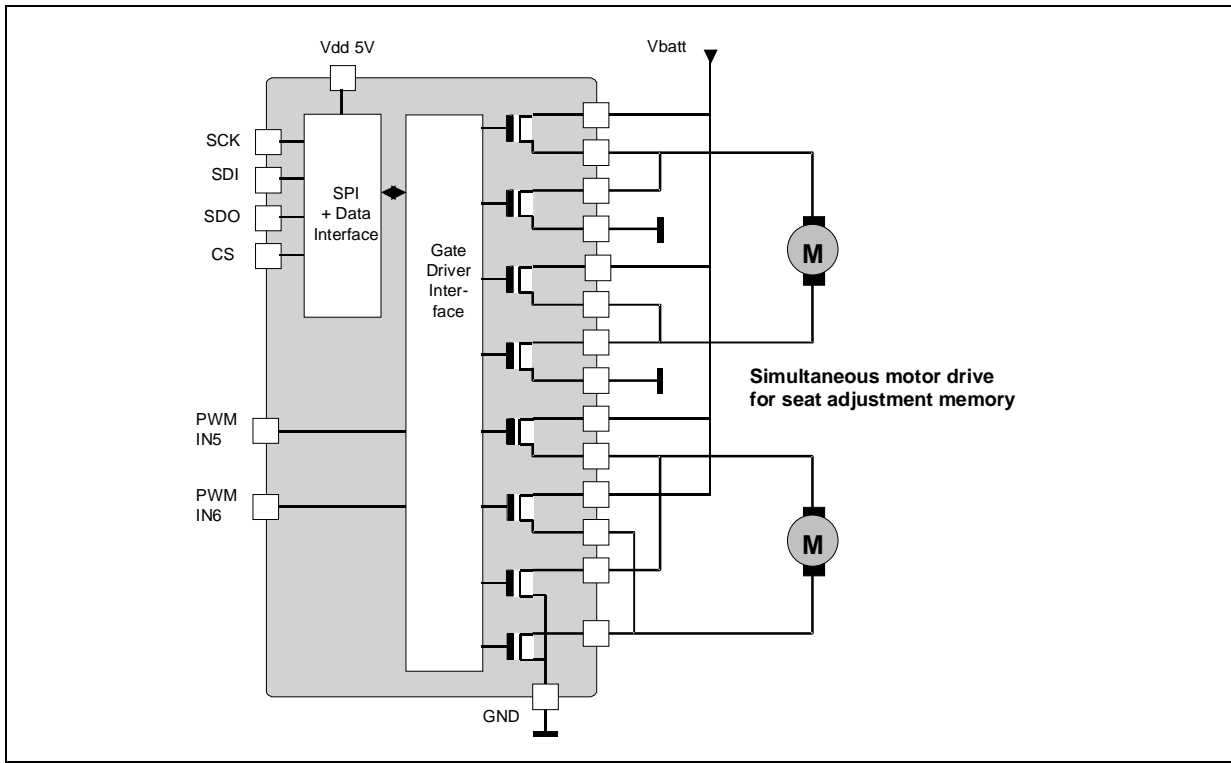 Vdd 5V
Vbatt
SCK
SDI
SDO
CS
SPI
+ Data
Interface
Gate
Driver
Inter-
face
M
Simultaneous motor drive
for seat adjustment memory
PWM
IN5
PWM
IN6
M
GND